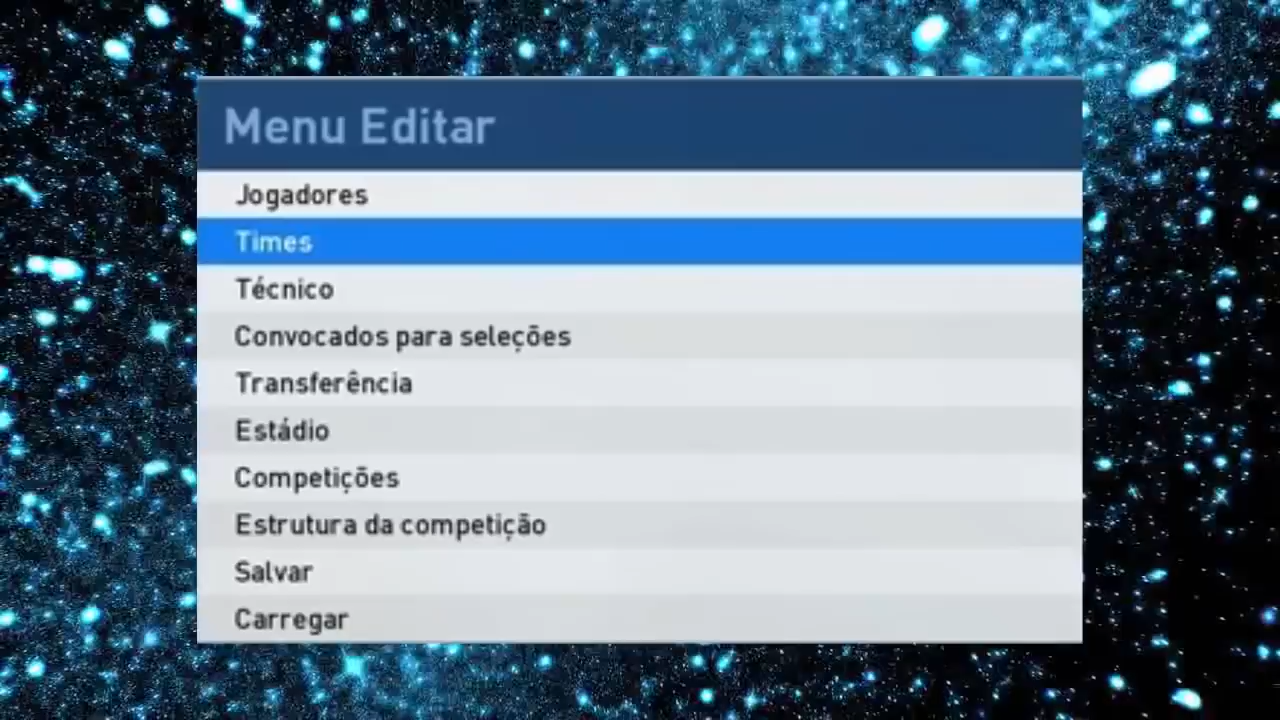 Menu Editar
Jogadores
Times
Técnico
Convocados para seleções
Transferência
Estádio
Competições
Estrutura da competição
Salvar
Carregar